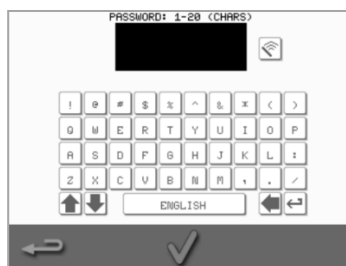 PASSWORD: 1-20 (CHARS)
! @ # $ % ^ & * ( )
Q W E R T Y U I O P
A S D F G H J K L :
Z X C V B N M , . /
ENGLISH